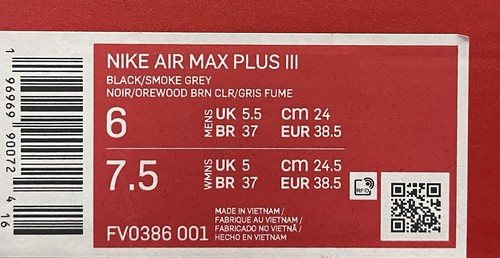 NIKE AIR MAX PLUS III
BLACK/SMOKE GREY
NOIR/OREWOOD BRN CLR/GRIS FUME
6 MENS UK 5.5 cm 24
BR 37 EUR 38.5
7.5 WMNS UK 5 cm 24.5
BR 37 EUR 38.5
RFID
FV0386 001
MADE IN VIETNAM /
FABRIQUE AU VIETNAM /
FABRICADO NO VIETNÃ /
HECHO EN VIETNAM
1 96969 90072 4 16